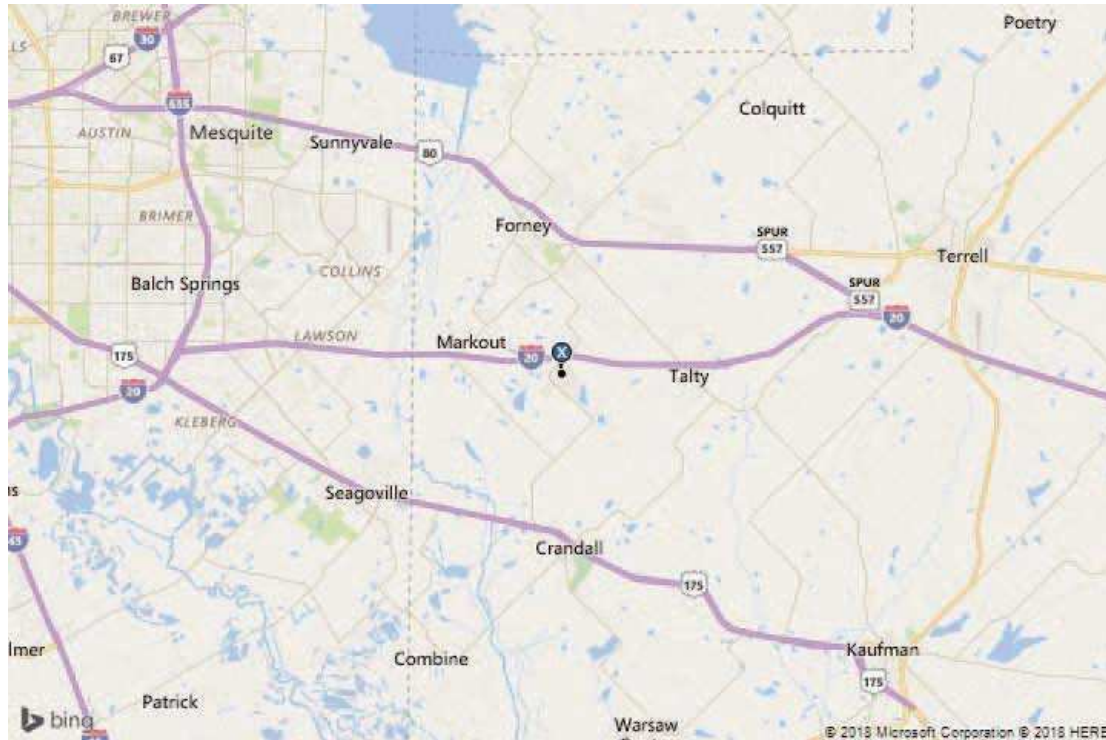 BREWER
Poetry
30
67
Colquitt
635
AUSTIN
Mesquite
Sunnyvale
80
BRIMER
Forney
SPUR
557
Terrell
COLLINS
Balch Springs
SPUR
557
20
LAWSON
Markout
X
175
20
Talty
20
KLEBERG
Seagoville
Crandall
175
Kaufman
Combine
175
Patrick
bing
Warsaw
© 2018 Microsoft Corporation © 2018 HERE